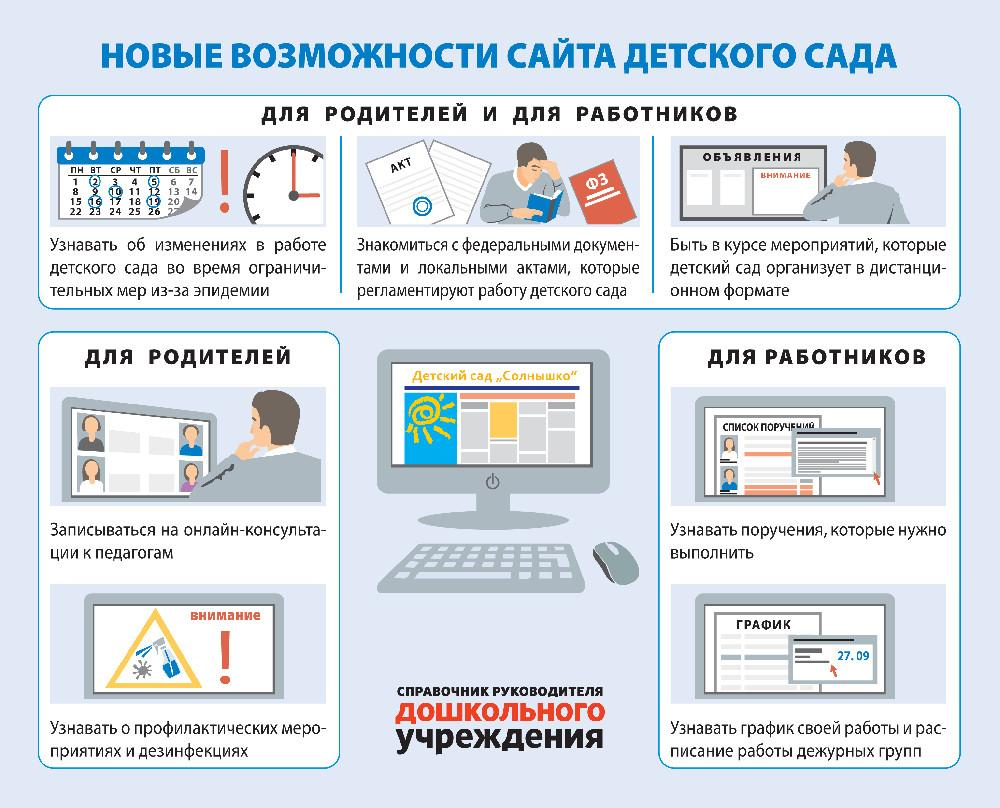 НОВЫЕ ВОЗМОЖНОСТИ САЙТА ДЕТСКОГО САДА
ДЛЯ РОДИТЕЛЕЙ И ДЛЯ РАБОТНИКОВ
ПН ВТ СР ЧТ ПТ СБ ВС
1 2 3 4 5 6 7
8 9 10 11 12 13 14
15 16 17 18 19 20
22 23 24 25 26
АКТ
ФЗ
ОБЪЯВЛЕНИЯ
ВНИМАНИЕ
Узнавать об изменениях в работе
детского сада во время ограничи-
тельных мер из-за эпидемии
Знакомиться с федеральными докумен-
тами и локальными актами, которые
регламентируют работу детского сада
Быть в курсе мероприятий, которые
детский сад организует в дистанци-
онном формате
ДЛЯ РОДИТЕЛЕЙ
Записываться на онлайн-консульта-
ции к педагогам
внимание
!
Узнавать о профилактических меро-
приятиях и дезинфекциях
Детский сад „Солнышко“
СПРАВОЧНИК РУКОВОДИТЕЛЯ
ДОШКОЛЬНОГО
учреждения
ДЛЯ РАБОТНИКОВ
СПИСОК ПОРУЧЕНИЙ
Узнавать поручения, которые нужно
выполнить
ГРАФИК
27.09
Узнавать график своей работы и рас-
писание работы дежурных групп